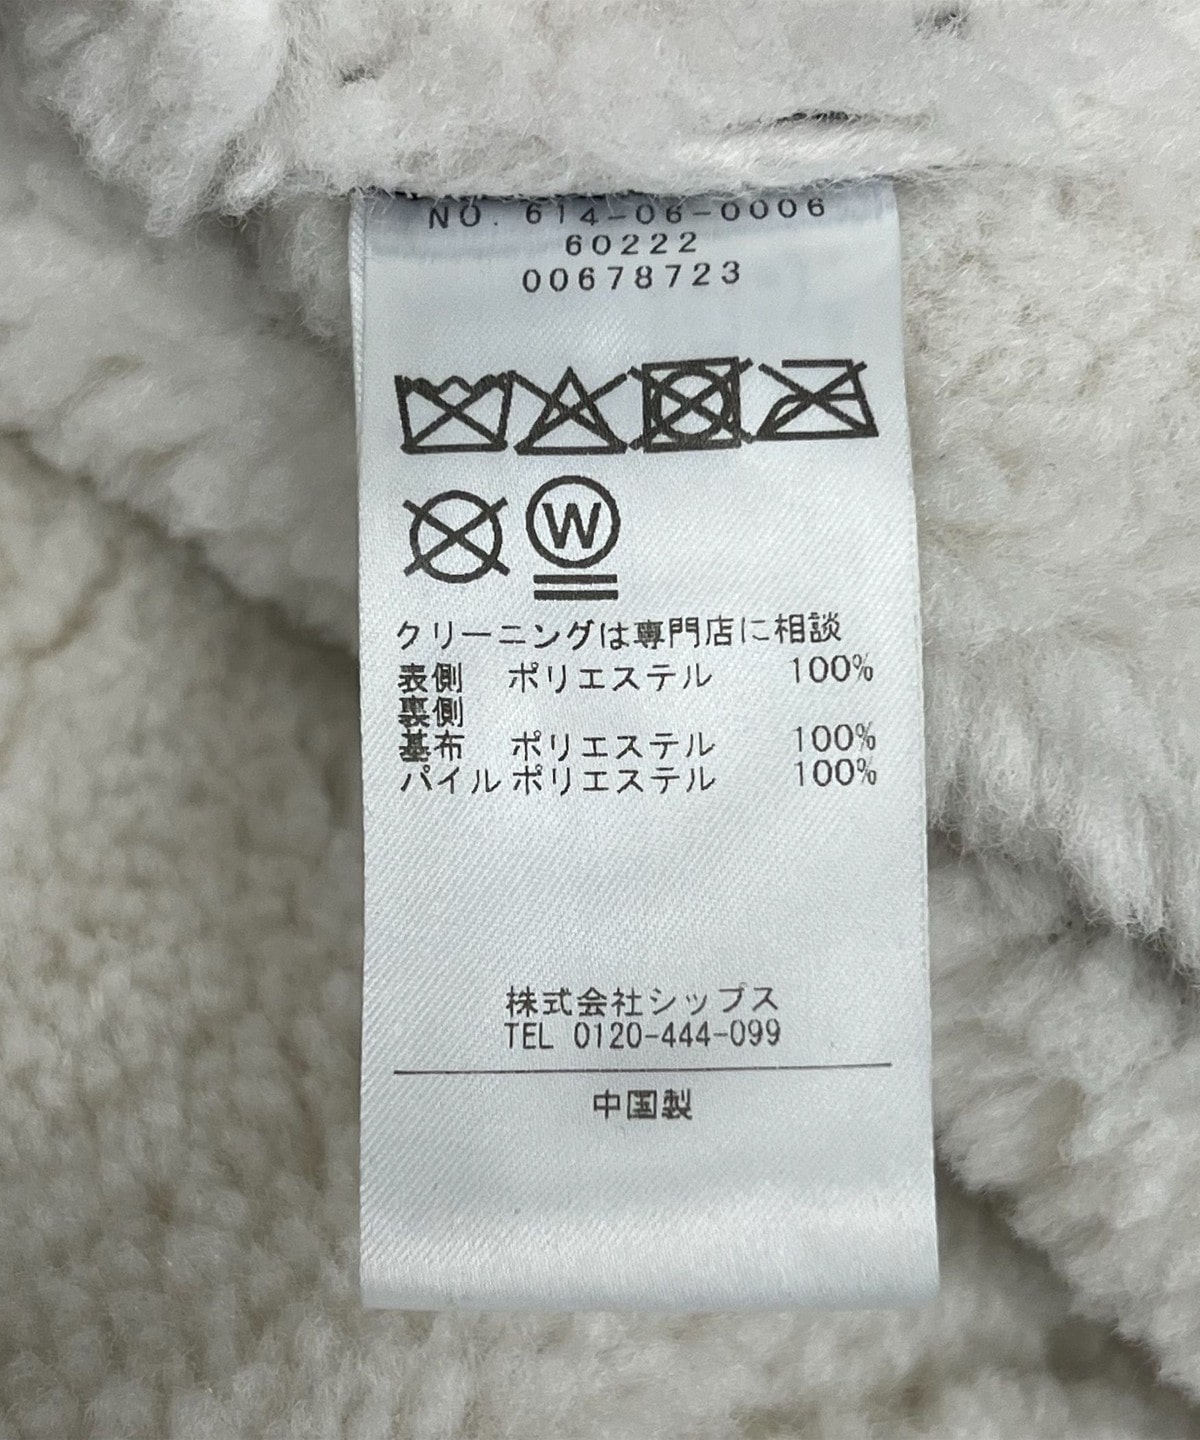 NO. 614-06-0006
60222
00678723
W
クリーニングは専門店に相談
表側 ポリエステル 100%
裏側
基布 ポリエステル 100%
パイル ポリエステル 100%
株式会社シップス
TEL 0120-444-099
中国製